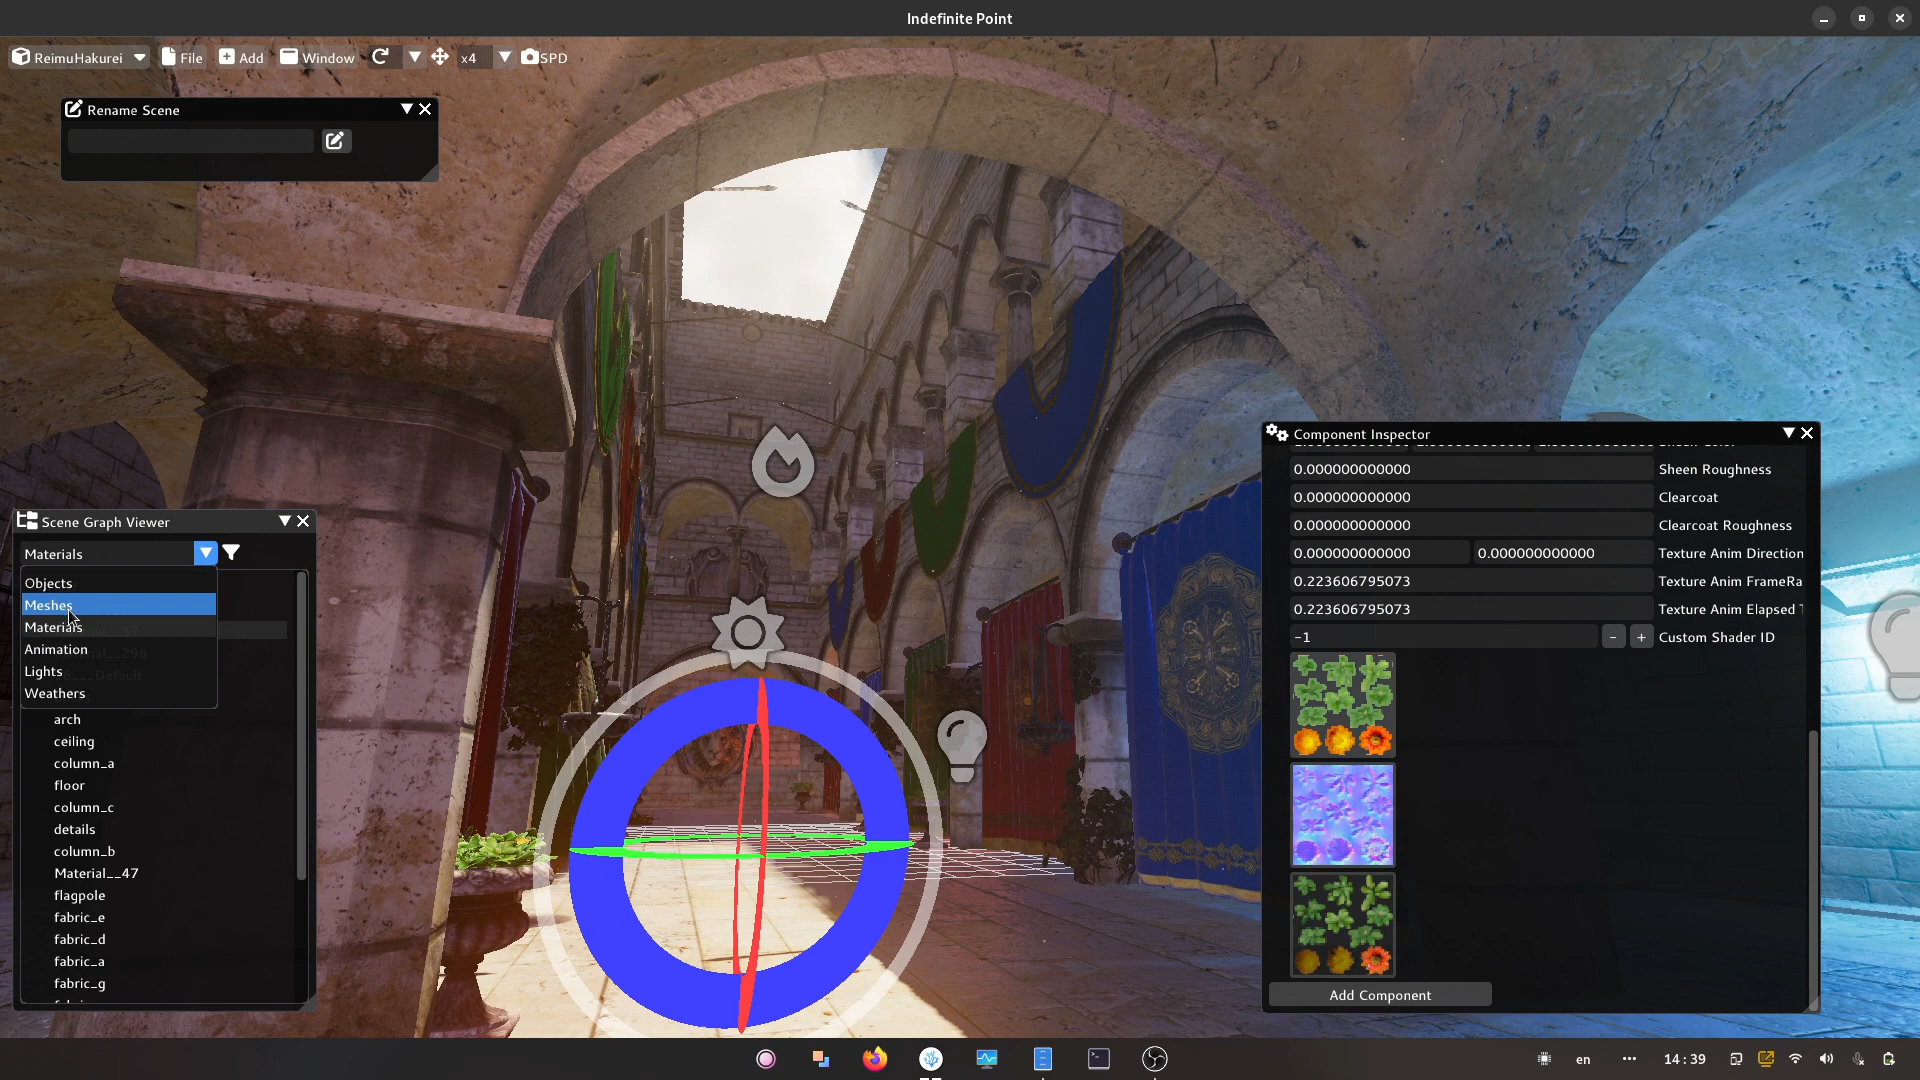 Indefinite Point
ReimuHakurei File Add Window x4 SPD
Rename Scene
Component Inspector
0.000000000000 Sheen Roughness
0.000000000000 Clearcoat
0.000000000000 Clearcoat Roughness
0.000000000000 0.000000000000 Texture Anim Direction
0.223606795073 Texture Anim FrameRa
0.223606795073 Texture Anim Elapsed T
-1 - + Custom Shader ID
Add Component
Scene Graph Viewer
Materials
Objects
Meshes
Materials
Animation
Lights
Weathers
arch
ceiling
column_a
floor
column_c
details
column_b
Material__47
flagpole
fabric_e
fabric_d
fabric_a
fabric_g
en 14:39